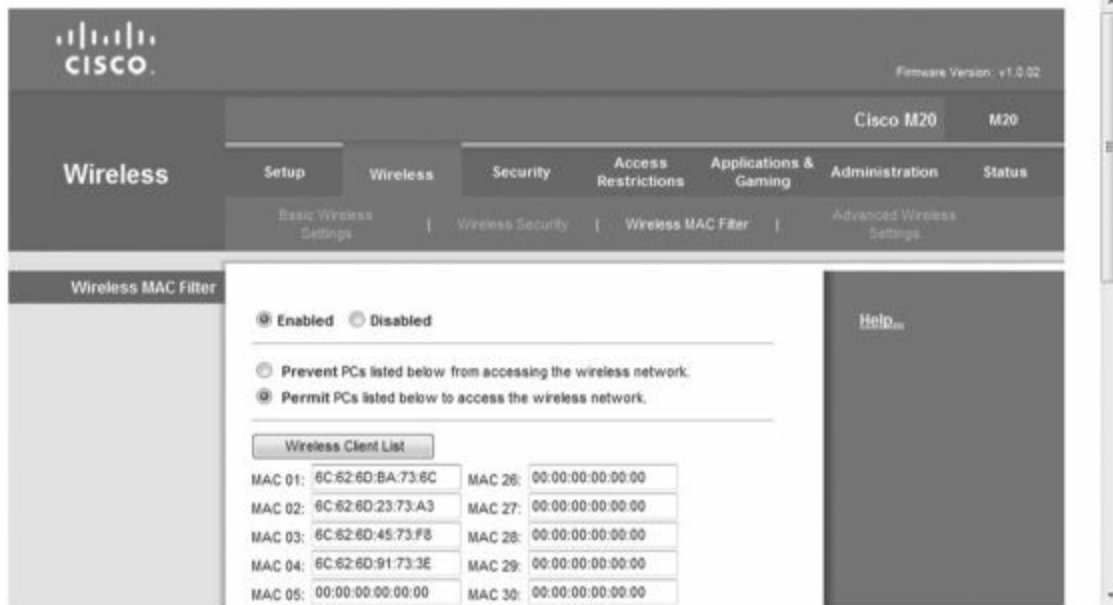 CISCO.
Firmware Version: v1.0.02
Cisco M20 M20
Wireless
Setup Wireless Security Access Restrictions Applications & Gaming Administration Status
Basic Wireless Settings | Wireless Security | Wireless MAC Filter | Advanced Wireless Settings
Wireless MAC Filter
Enabled Disabled
Help...
Prevent PCs listed below from accessing the wireless network.
Permit PCs listed below to access the wireless network.
Wireless Client List
MAC 01: 6C:62:6D:BA:73:6C MAC 26: 00:00:00:00:00:00
MAC 02: 6C:62:6D:23:73:A3 MAC 27: 00:00:00:00:00:00
MAC 03: 6C:62:6D:45:73:F8 MAC 28: 00:00:00:00:00:00
MAC 04: 6C:62:6D:91:73:3E MAC 29: 00:00:00:00:00:00
MAC 05: 00:00:00:00:00:00 MAC 30: 00:00:00:00:00:00